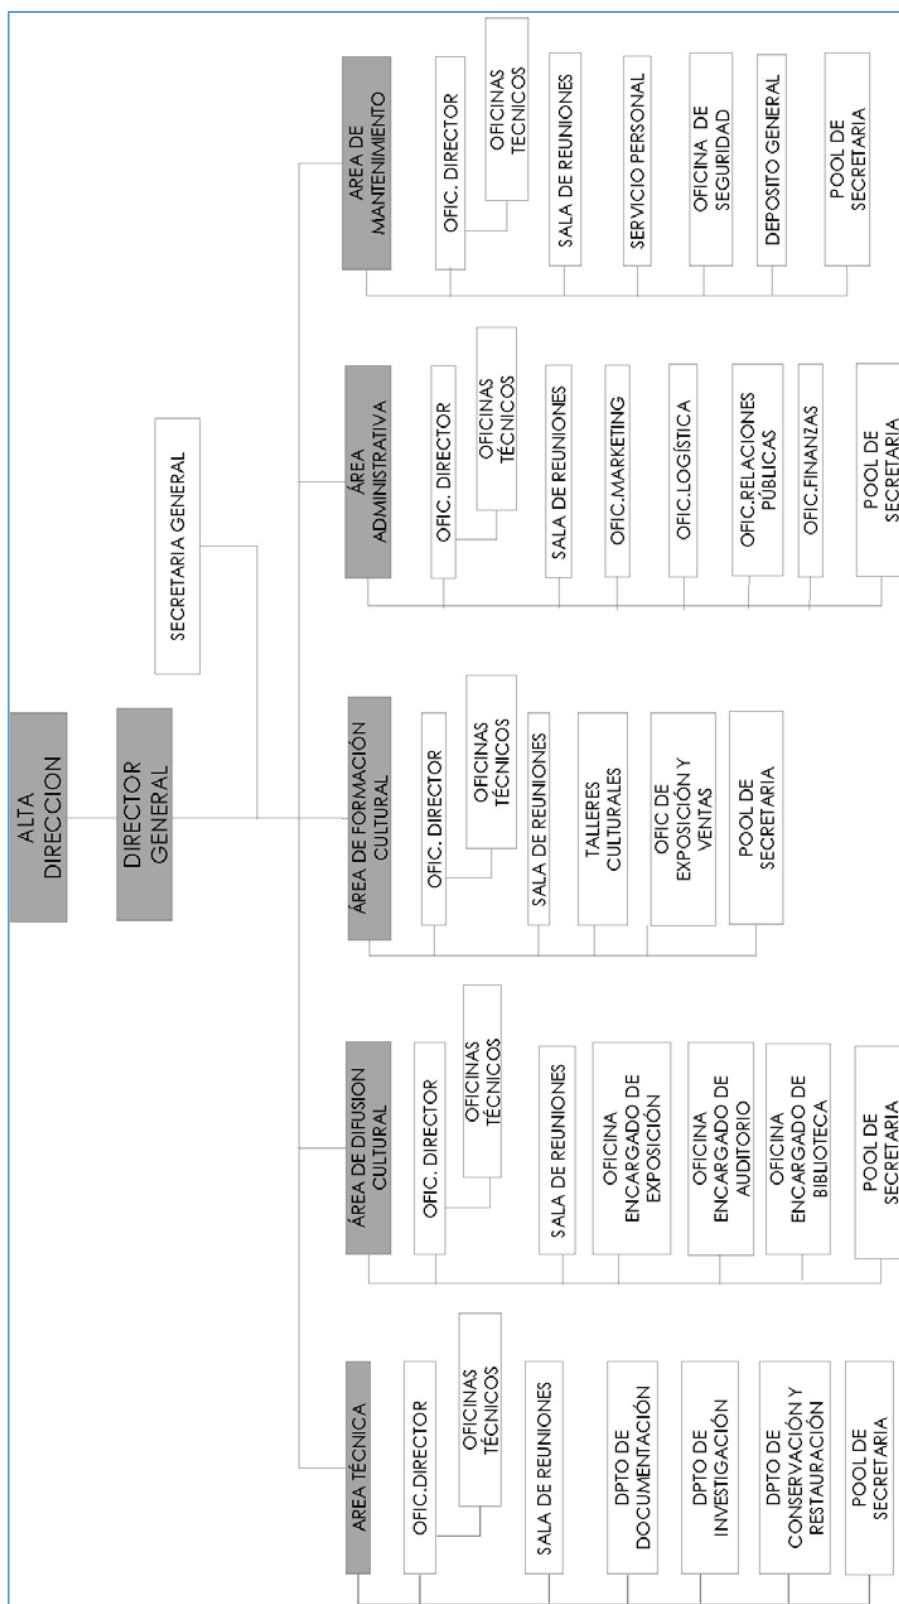 ALTA
DIRECCION
DIRECTOR
GENERAL
SECRETARIA GENERAL
AREA TÉCNICA
OFIC.DIRECTOR
OFICINAS
TÉCNICOS
SALA DE REUNIONES
DPTO DE
DOCUMENTACIÓN
DPTO DE
INVESTIGACIÓN
DPTO DE
CONSERVACIÓN Y
RESTAURACIÓN
POOL DE
SECRETARIA
ÁREA DE DIFUSION
CULTURAL
OFIC. DIRECTOR
OFICINAS
TÉCNICOS
SALA DE REUNIONES
OFICINA
ENCARGADO DE
EXPOSICIÓN
OFICINA
ENCARGADO DE
AUDITORIO
OFICINA
ENCARGADO DE
BIBLIOTECA
POOL DE
SECRETARIA
ÁREA DE FORMACIÓN
CULTURAL
OFIC. DIRECTOR
OFICINAS
TÉCNICOS
SALA DE REUNIONES
TALLERES
CULTURALES
OFIC DE
EXPOSICIÓN Y
VENTAS
POOL DE
SECRETARIA
ÁREA
ADMINISTRATIVA
OFIC. DIRECTOR
OFICINAS
TÉCNICOS
SALA DE REUNIONES
OFIC.MARKETING
OFIC.LOGÍSTICA
OFIC.RELACIONES
PÚBLICAS
OFIC.FINANZAS
POOL DE
SECRETARIA
AREA DE
MANTENIMIENTO
OFIC. DIRECTOR
OFICINAS
TECNICOS
SALA DE REUNIONES
SERVICIO PERSONAL
OFICINA DE
SEGURIDAD
DEPOSITO GENERAL
POOL DE
SECRETARIA